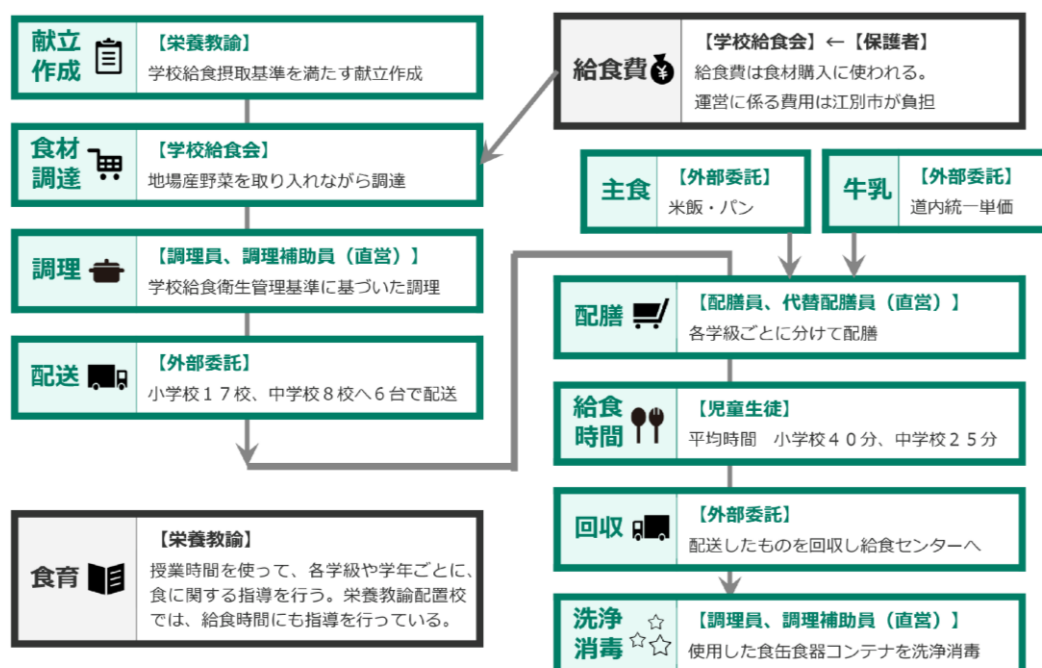 献立
作成
【栄養教諭】
学校給食摂取基準を満たす献立作成
食材
調達
【学校給食会】
地場産野菜を取り入れながら調達
調理
【調理員、調理補助員（直営）】
学校給食衛生管理基準に基づいた調理
配送
【外部委託】
小学校１７校、中学校８校へ６台で配送
給食費
¥
【学校給食会】←【保護者】
給食費は食材購入に使われる。
運営に係る費用は江別市が負担
主食
【外部委託】
米飯・パン
牛乳
【外部委託】
道内統一単価
配膳
【配膳員、代替配膳員（直営）】
各学級ごとに分けて配膳
給食
時間
【児童生徒】
平均時間　小学校４０分、中学校２５分
回収
【外部委託】
配送したものを回収し給食センターへ
洗浄
消毒
【調理員、調理補助員（直営）】
使用した食缶食器コンテナを洗浄消毒
食育
【栄養教諭】
授業時間を使って、各学級や学年ごとに、
食に関する指導を行う。栄養教諭配置校
では、給食時間にも指導を行っている。